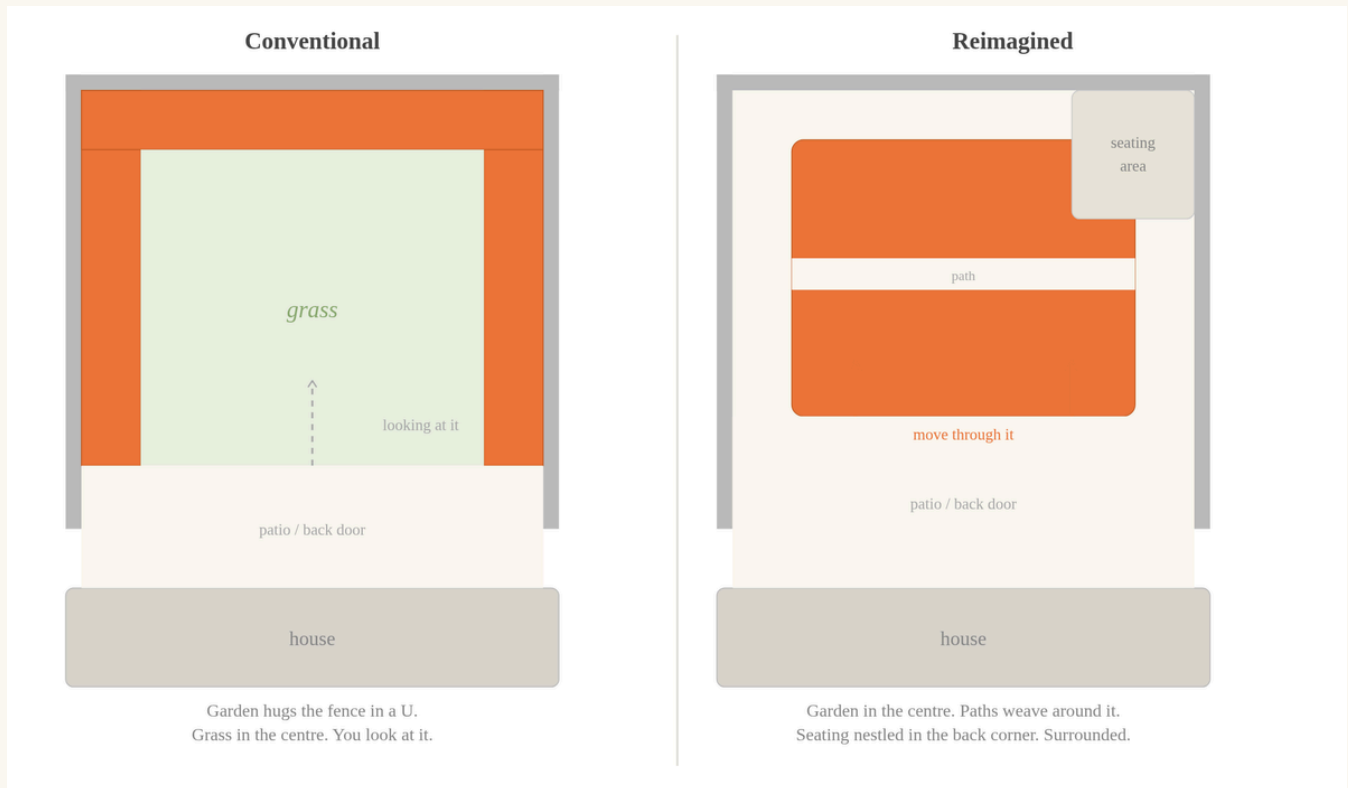 Conventional
grass
looking at it
patio / back door
house
Garden hugs the fence in a U.
Grass in the centre. You look at it.
Reimagined
seating
area
path
move through it
patio / back door
house
Garden in the centre. Paths weave around it.
Seating nestled in the back corner. Surrounded.